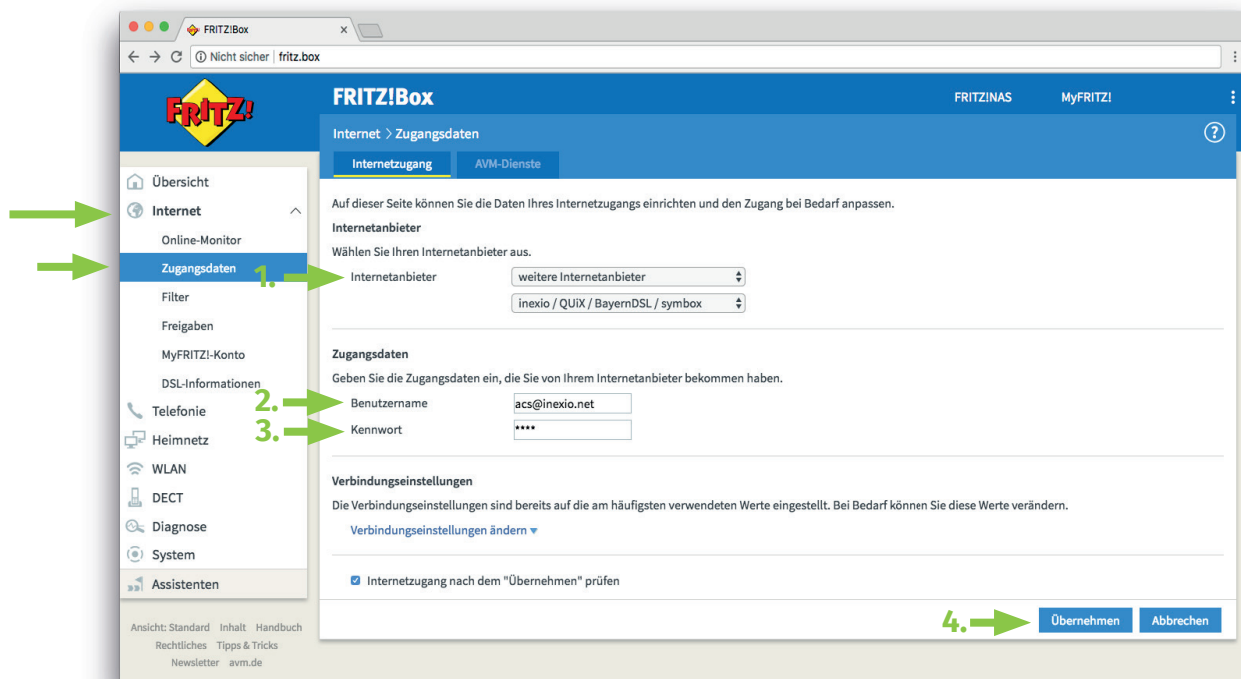 FRITZ!Box
Nicht sicher | fritz.box
FRITZ!
FRITZ!Box
FRITZ!NAS
MyFRITZ!
Internet > Zugangsdaten
?
Internetzugang
AVM-Dienste
Übersicht
Internet
Online-Monitor
Zugangsdaten
Filter
Freigaben
MyFRITZ!-Konto
DSL-Informationen
Telefonie
Heimnetz
WLAN
DECT
Diagnose
System
Assistenten
Ansicht: Standard Inhalt Handbuch
Rechtliches Tipps & Tricks
Newsletter avm.de
Auf dieser Seite können Sie die Daten Ihres Internetzugangs einrichten und den Zugang bei Bedarf anpassen.
Internetanbieter
Wählen Sie Ihren Internetanbieter aus.
1. Internetanbieter weitere Internetanbieter
inexio / QUiX / BayernDSL / symbox
Zugangsdaten
Geben Sie die Zugangsdaten ein, die Sie von Ihrem Internetanbieter bekommen haben.
2. Benutzername acs@inexio.net
3. Kennwort ****
Verbindungseinstellungen
Die Verbindungseinstellungen sind bereits auf die am häufigsten verwendeten Werte eingestellt. Bei Bedarf können Sie diese Werte verändern.
Verbindungseinstellungen ändern
Internetzugang nach dem "Übernehmen" prüfen
4. Übernehmen Abbrechen